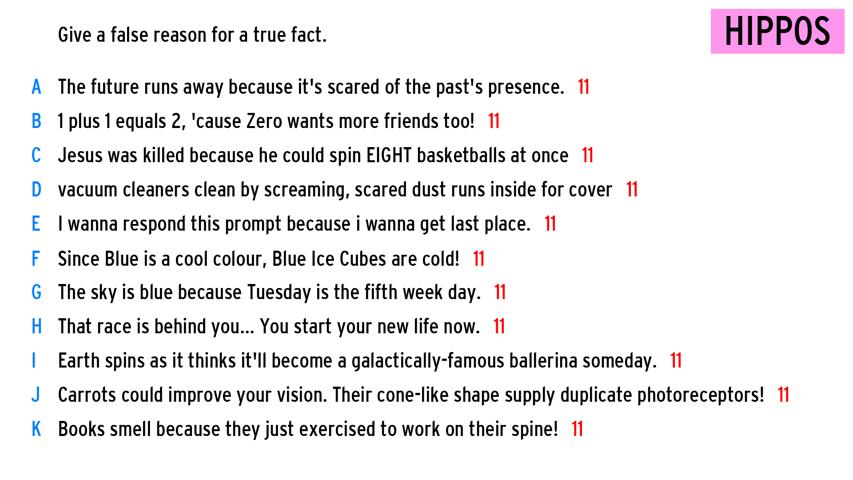 Give a false reason for a true fact.
HIPPOS
A The future runs away because it's scared of the past's presence. 11
B 1 plus 1 equals 2, 'cause Zero wants more friends too! 11
C Jesus was killed because he could spin EIGHT basketballs at once 11
D vacuum cleaners clean by screaming, scared dust runs inside for cover 11
E I wanna respond this prompt because i wanna get last place. 11
F Since Blue is a cool colour, Blue Ice Cubes are cold! 11
G The sky is blue because Tuesday is the fifth week day. 11
H That race is behind you... You start your new life now. 11
I Earth spins as it thinks it'll become a galactically-famous ballerina someday. 11
J Carrots could improve your vision. Their cone-like shape supply duplicate photoreceptors! 11
K Books smell because they just exercised to work on their spine! 11